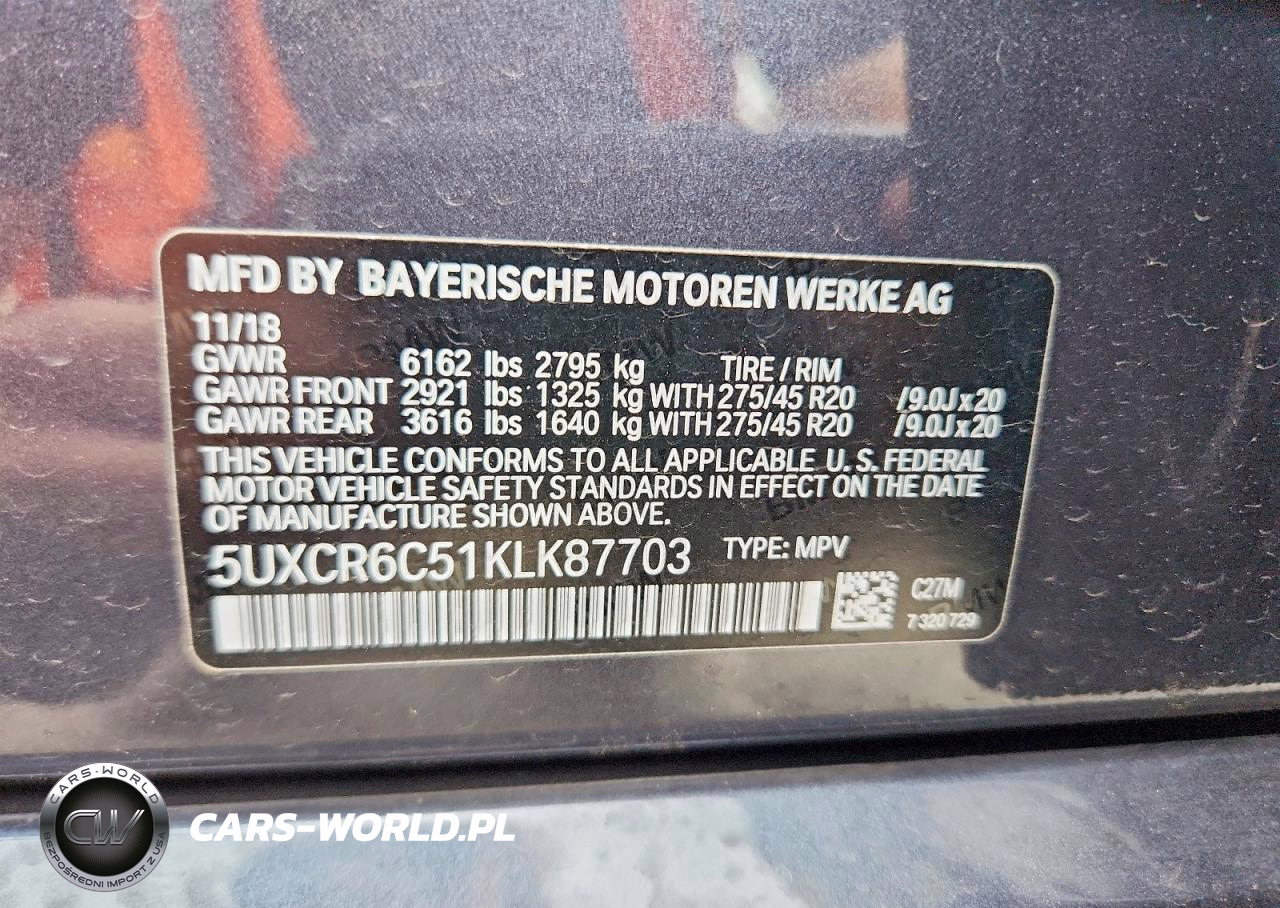 MFD BY BAYERISCHE MOTOREN WERKE AG
11/18
GVWR 6162 lbs 2795 kg TIRE / RIM
GAWR FRONT 2921 lbs 1325 kg WITH 275/45 R20 /9.0J x 20
GAWR REAR 3616 lbs 1640 kg WITH 275/45 R20 /9.0J x 20
THIS VEHICLE CONFORMS TO ALL APPLICABLE U. S. FEDERAL
MOTOR VEHICLE SAFETY STANDARDS IN EFFECT ON THE DATE
OF MANUFACTURE SHOWN ABOVE.
5UXCR6C51KLK87703 TYPE: MPV
C27M
7 320 729
CARS-WORLD
CW
BEZPOŚREDNI IMPORT Z USA
CARS-WORLD.PL